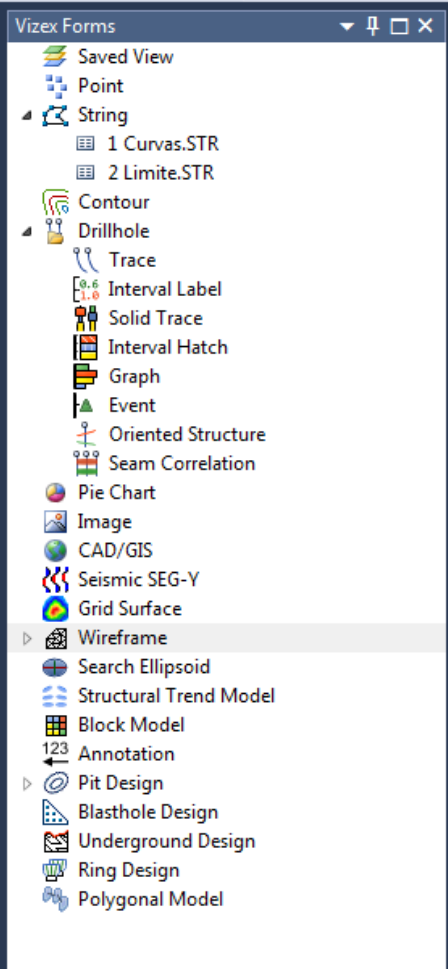 Vizex Forms
Saved View
Point
String
1 Curvas.STR
2 Limite.STR
Contour
Drillhole
Trace
0.6
1.0
Interval Label
Solid Trace
Interval Hatch
Graph
Event
Oriented Structure
Seam Correlation
Pie Chart
Image
CAD/GIS
Seismic SEG-Y
Grid Surface
Wireframe
Search Ellipsoid
Structural Trend Model
Block Model
123
Annotation
Pit Design
Blasthole Design
Underground Design
Ring Design
Polygonal Model